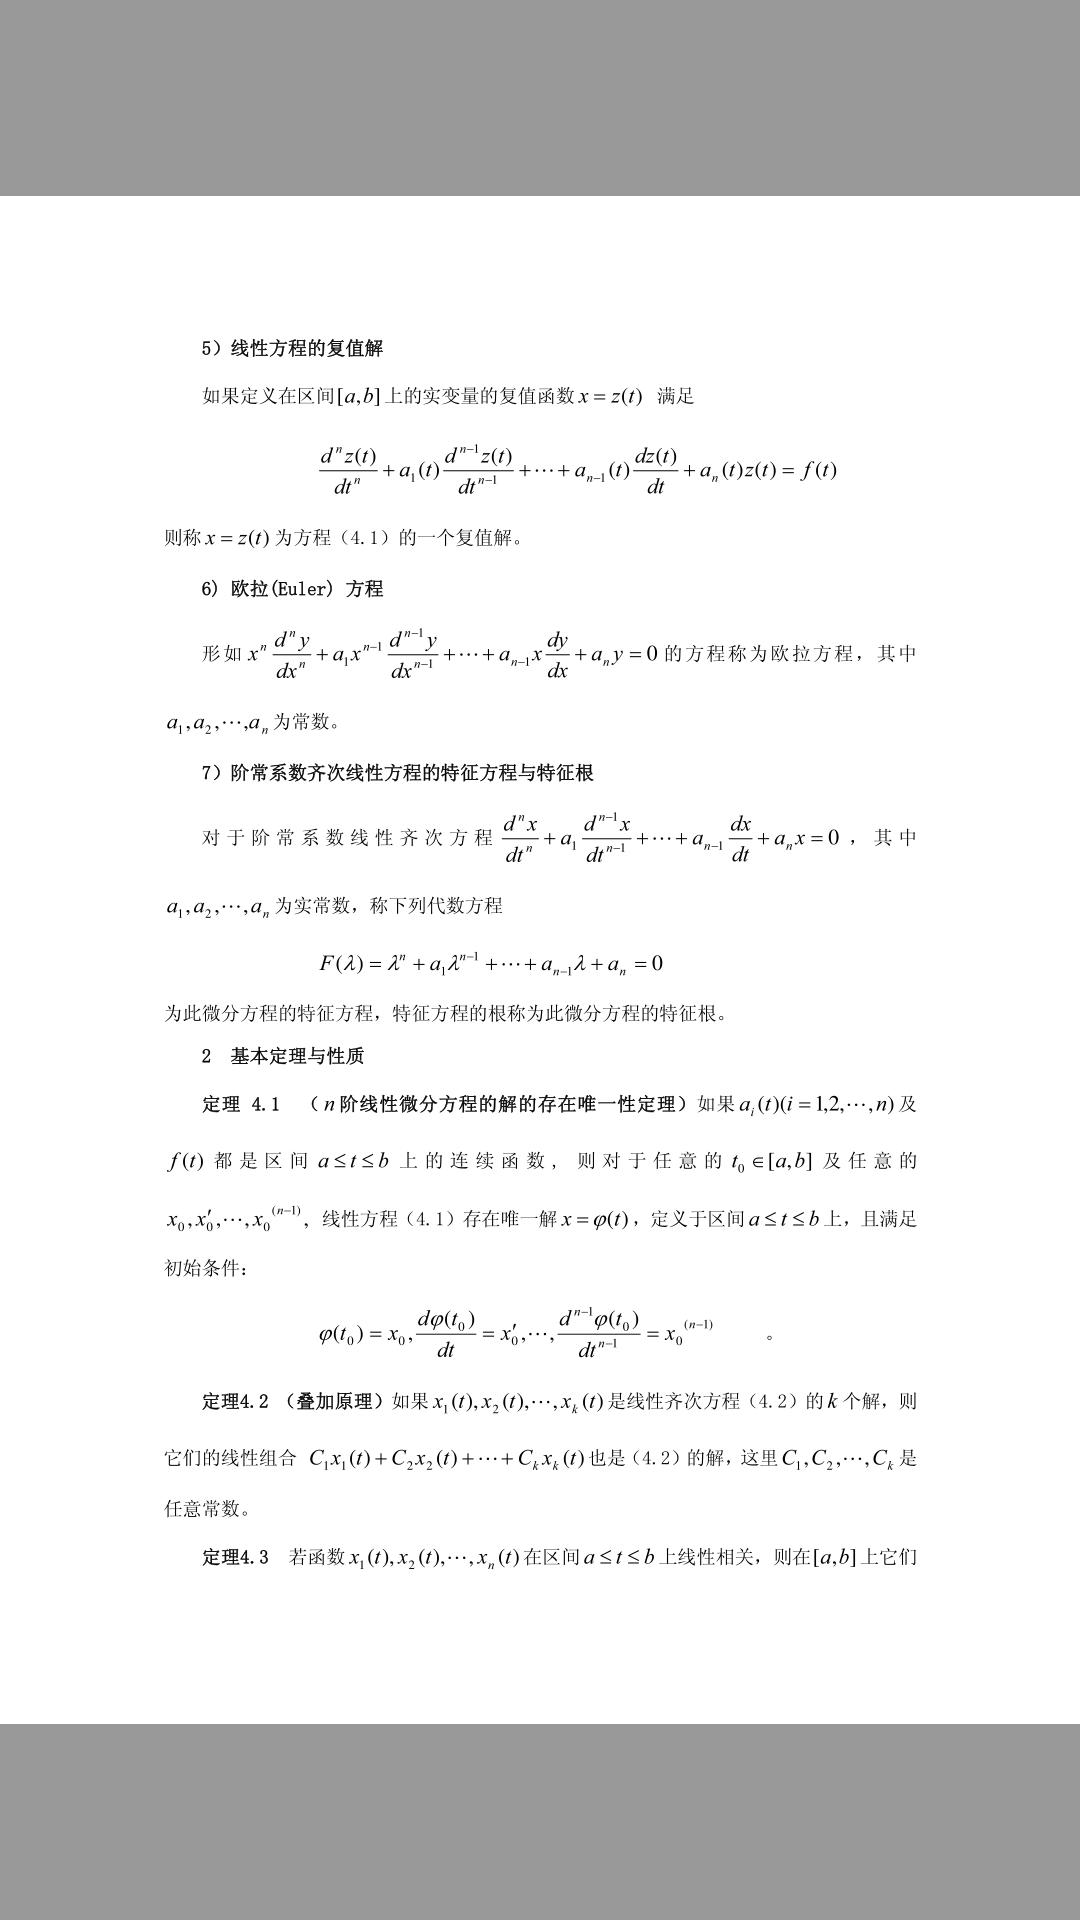 5）线性方程的复值解
如果定义在区间[a,b]上的实变量的复值函数 x = z(t) 满足
\frac{d^n z(t)}{dt^n} + a_1(t)\frac{d^{n-1} z(t)}{dt^{n-1}} + ⋯ + a_{n-1}(t)\frac{dz(t)}{dt} + a_n(t)z(t) = f(t)
则称 x = z(t) 为方程（4.1）的一个复值解。
6) 欧拉(Euler) 方程
形如 x^n \frac{d^n y}{dx^n} + a_1 x^{n-1} \frac{d^{n-1} y}{dx^{n-1}} + ⋯ + a_{n-1} x \frac{dy}{dx} + a_n y = 0 的方程称为欧拉方程，其中
a_1, a_2, ⋯, a_n 为常数。
7）阶常系数齐次线性方程的特征方程与特征根
对于阶常系数线性齐次方程 \frac{d^n x}{dt^n} + a_1 \frac{d^{n-1} x}{dt^{n-1}} + ⋯ + a_{n-1} \frac{dx}{dt} + a_n x = 0 ，其中
a_1, a_2, ⋯, a_n 为实常数，称下列代数方程
F(λ) = λ^n + a_1 λ^{n-1} + ⋯ + a_{n-1} λ + a_n = 0
为此微分方程的特征方程，特征方程的根称为此微分方程的特征根。
2 基本定理与性质
定理 4.1 （ n 阶线性微分方程的解的存在唯一性定理）如果 a_i(t)(i = 1,2,⋯,n) 及
f(t) 都是区间 a ≤ t ≤ b 上的连续函数， 则对于任意的 t_0 ∈ [a,b] 及任意的
x_0, x_0′, ⋯, x_0^{(n-1)}, 线性方程（4.1）存在唯一解 x = φ(t)，定义于区间 a ≤ t ≤ b 上，且满足
初始条件：
φ(t_0) = x_0, \frac{dφ(t_0)}{dt} = x_0′, ⋯, \frac{d^{n-1} φ(t_0)}{dt^{n-1}} = x_0^{(n-1)} 。
定理4.2 （叠加原理）如果 x_1(t), x_2(t), ⋯, x_k(t) 是线性齐次方程（4.2）的 k 个解，则
它们的线性组合 C_1 x_1(t) + C_2 x_2(t) + ⋯ + C_k x_k(t) 也是（4.2）的解，这里 C_1, C_2, ⋯, C_k 是
任意常数。
定理4.3 若函数 x_1(t), x_2(t), ⋯, x_n(t) 在区间 a ≤ t ≤ b 上线性相关，则在[a,b]上它们